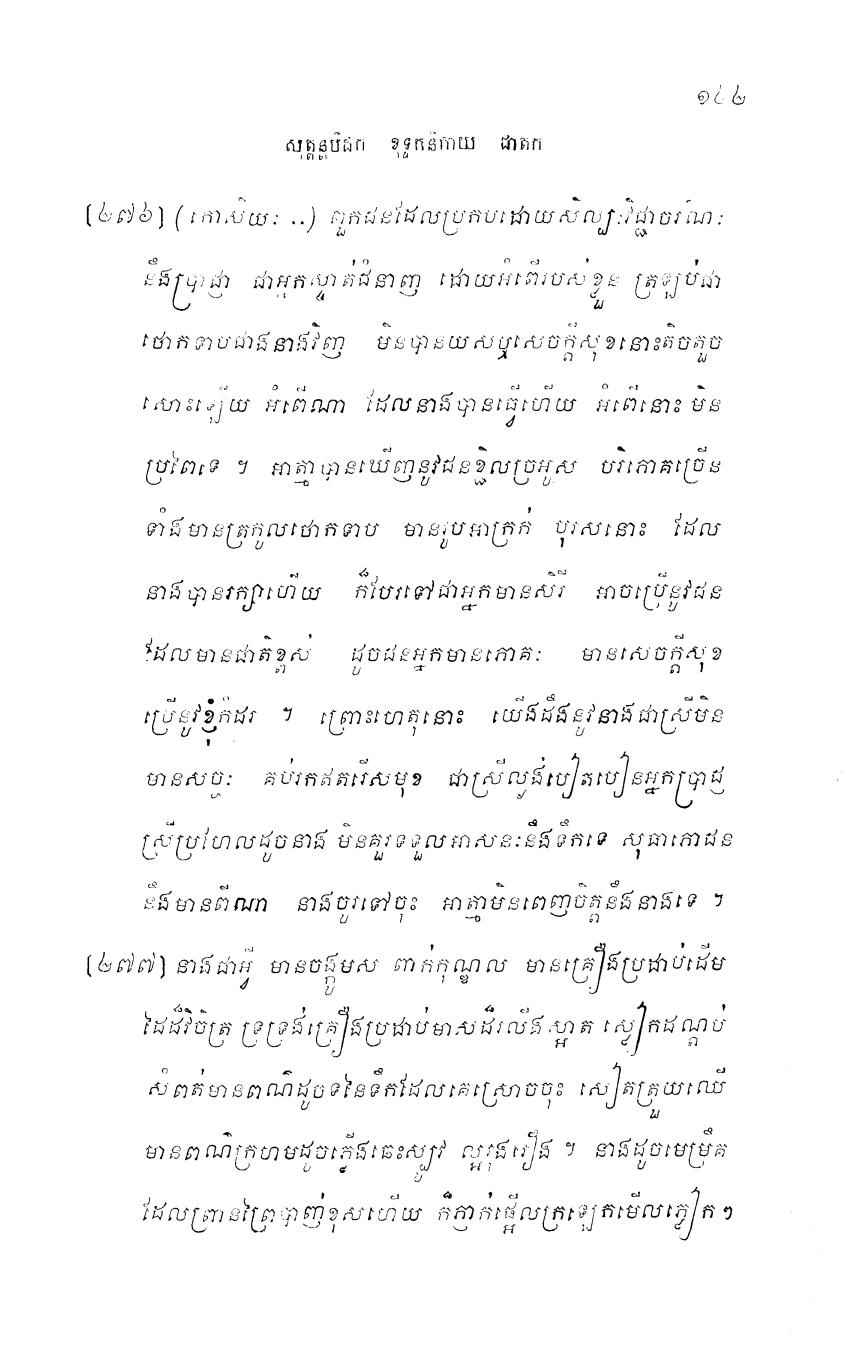 ១៤២
សុត្តន្តបិដក ខុទ្ទកនិកាយ ជាតក
[២៧៦] (កោសិយៈ ..) ពួកជនដែលប្រកបដោយសិល្បៈវិជ្ជាចរណៈ
នឹងប្រាជ្ញា ជាអ្នកស្ទាត់ជំនាញ ដោយអំពើរបស់ខ្លួន ត្រឡប់ជា
ថោកទាបជាងនាងវិញ មិនបានយសឬសេចក្តីសុខនោះតិចតួច
សោះឡើយ អំពើណា ដែលនាងបានធ្វើហើយ អំពើនោះ មិន
ប្រពៃទេ ។ អាត្មាបានឃើញនូវជនខ្ជិលច្រអូស បរិភោគច្រើន
ទាំងមានត្រកូលថោកទាប មានរូបអាក្រក់ បុរសនោះ ដែល
នាងបានរក្សាហើយ ក៏បែរទៅជាអ្នកមានសិរី អាចប្រើនូវជន
ដែលមានជាតិខ្ពស់ ដូចជនអ្នកមានភោគៈ មានសេចក្តីសុខ
ប្រើនូវខ្ញុំកំដរ ។ ព្រោះហេតុនោះ យើងដឹងនូវនាងជាស្រីមិន
មានសច្ចៈ គប់រកឥតរើសមុខ ជាស្រីល្ងង់បៀតបៀនអ្នកប្រាជ្ញ
ស្រីប្រហែលដូចនាង មិនគួរទទួលអាសនៈនឹងទឹកទេ សុធាភោជន
នឹងមានពីណា នាងចូរទៅចុះ អាត្មាមិនពេញចិត្តនឹងនាងទេ ។
[២៧៧] នាងជាអ្វី មានចង្កូមស ពាក់កុណ្ឌល មានគ្រឿងប្រដាប់ដើម
ដៃដ៏វិចិត្រ ទ្រទ្រង់គ្រឿងប្រដាប់មាសដ៏រលីងស្អាត ស្លៀកដណ្តប់
សំពត់មានពណ៌ដូចទនៃទឹកដែលគេស្រោចចុះ សៀតត្រួយឈើ
មានពណ៌ក្រហមដូចភ្លើងឆេះស្បូវ ល្អរុងរឿង ។ នាងដូចមេម្រឹគ
ដែលព្រានព្រៃបាញ់ខុសហើយ ក៏ភ្ញាក់ផ្អើលក្រឡេកមើលភ្លៀកៗ